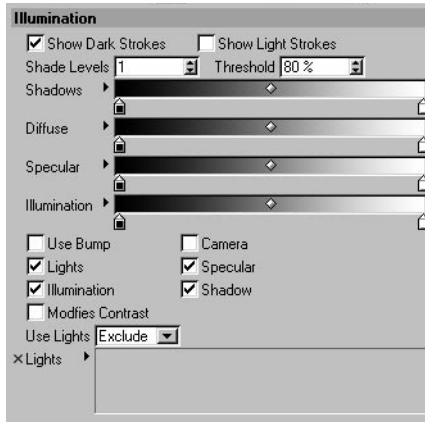 Illumination
Show Dark Strokes Show Light Strokes
Shade Levels 1 Threshold 80 %
Shadows
Diffuse
Specular
Illumination
Use Bump Camera
Lights Specular
Illumination Shadow
Modfies Contrast
Use Lights Exclude
×Lights